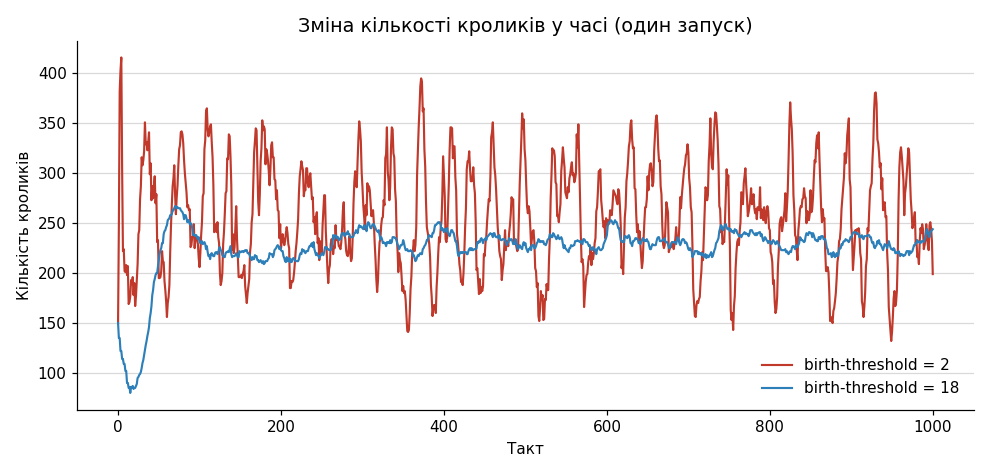 Зміна кількості кроликів у часі (один запуск)
Кількість кроликів
400
350
300
250
200
150
100
birth-threshold = 2
birth-threshold = 18
0 200 400 600 800 1000
Такт